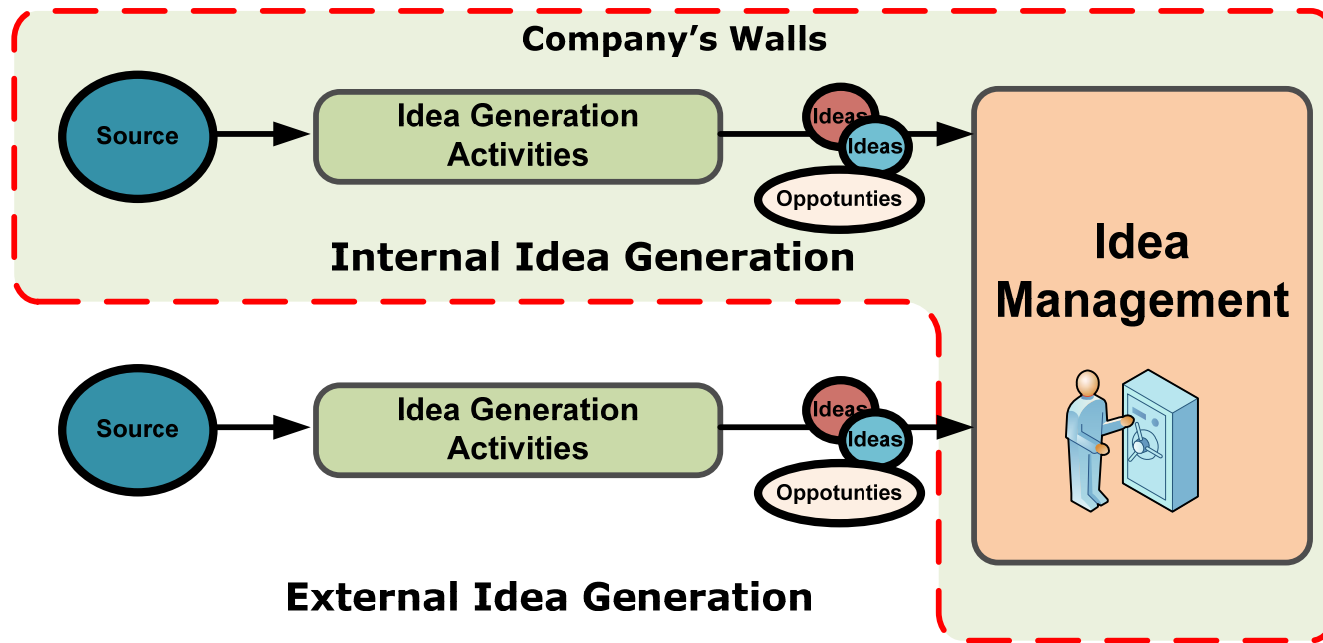 Company's Walls
Source
Idea Generation
Activities
Ideas
Ideas
Oppotunties
Internal Idea Generation
Idea
Management
Source
Idea Generation
Activities
Ideas
Ideas
Oppotunties
External Idea Generation